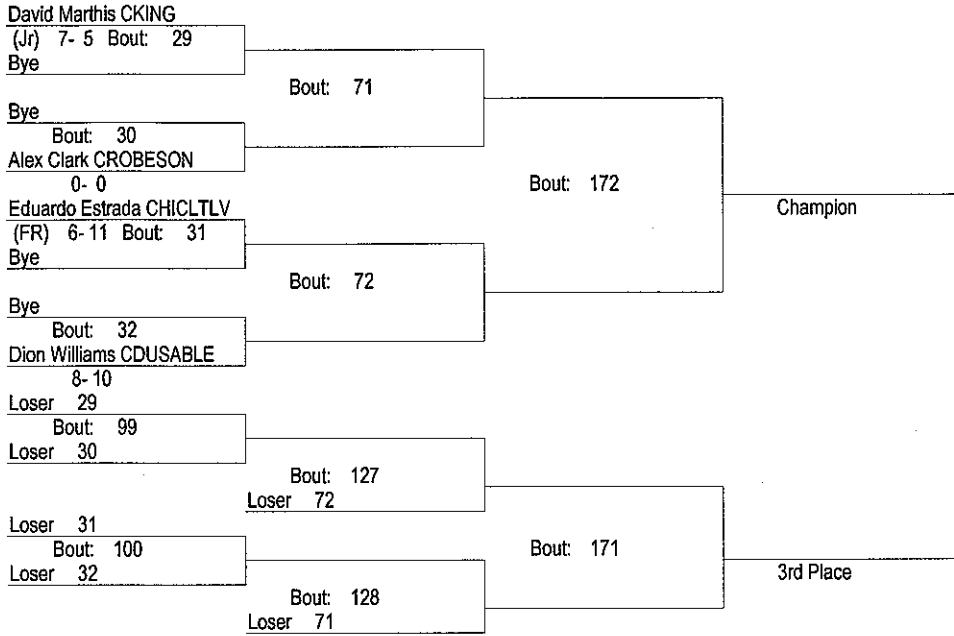 David Marthis CKING
(Jr) 7- 5 Bout: 29
Bye
Bout: 71
Bye
Bout: 30
Alex Clark CROBESON
0- 0
Bout: 172
Champion
Eduardo Estrada CHICLTLV
(FR) 6- 11 Bout: 31
Bye
Bout: 72
Bye
Bout: 32
Dion Williams CDUSABLE
8- 10
Loser 29
Bout: 99
Loser 30
Bout: 127
Loser 72
Loser 31
Bout: 100
Loser 32
Bout: 171
3rd Place
Bout: 128
Loser 71